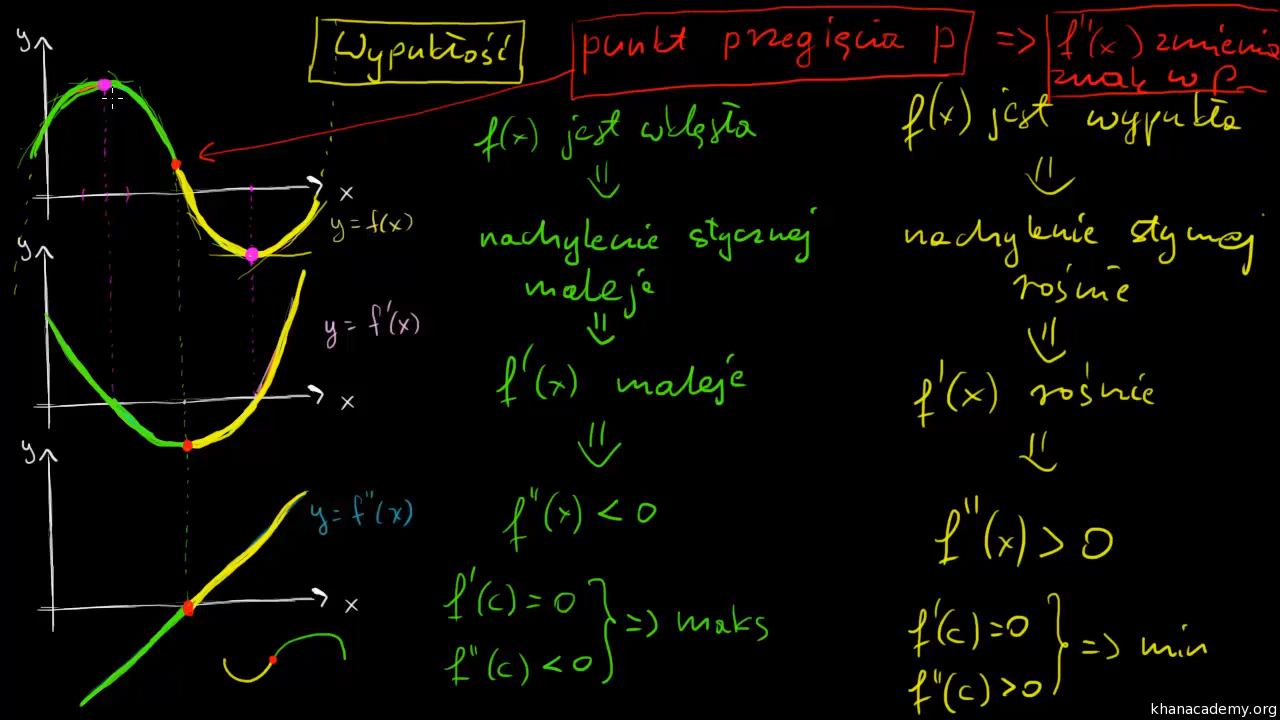 Wypukłość
punkt przegięcia p => f''(x) zmienia
znak w p
f(x) jest wklęsła
⇓
nachylenie stycznej
maleje
⇓
f'(x) maleje
⇓
f''(x) < 0
f'(c) = 0
f''(c) < 0
} => maks
f(x) jest wypukła
⇓
nachylenie stycznej
rośnie
⇓
f'(x) rośnie
⇓
f''(x) > 0
f'(c) = 0
f''(c) > 0
} => min
y
x
y = f(x)
y
y = f'(x)
x
y
y = f''(x)
x
khanacademy.org